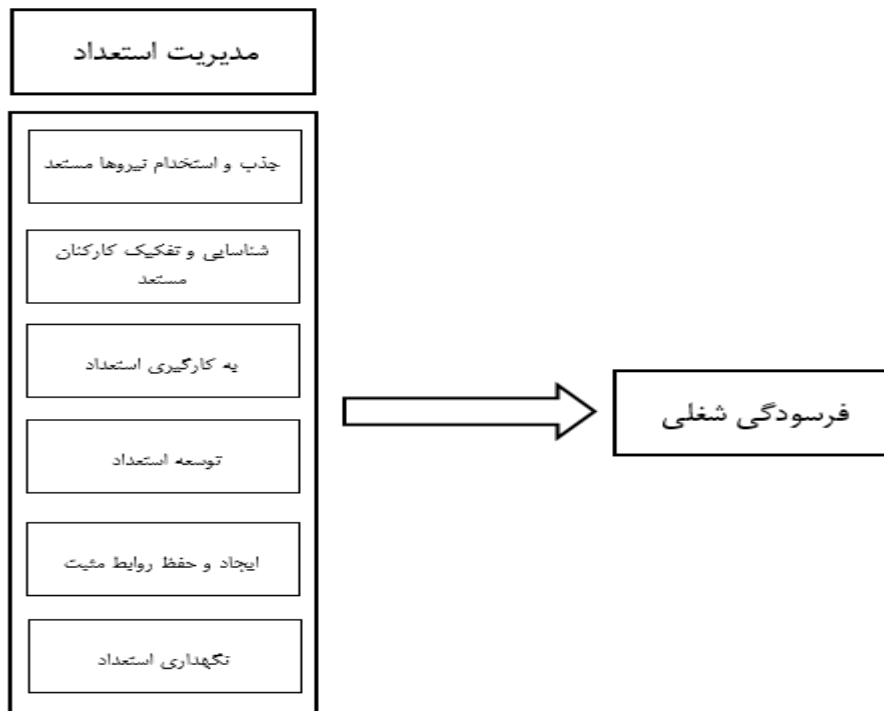 مدیریت استعداد
جذب و استخدام نیروها مستعد
شناسایی و تفکیک کارکنان
مستعد
به کارگیری استعداد
توسعه استعداد
ایجاد و حفظ روابط مثبت
نگهداری استعداد
فرسودگی شغلی